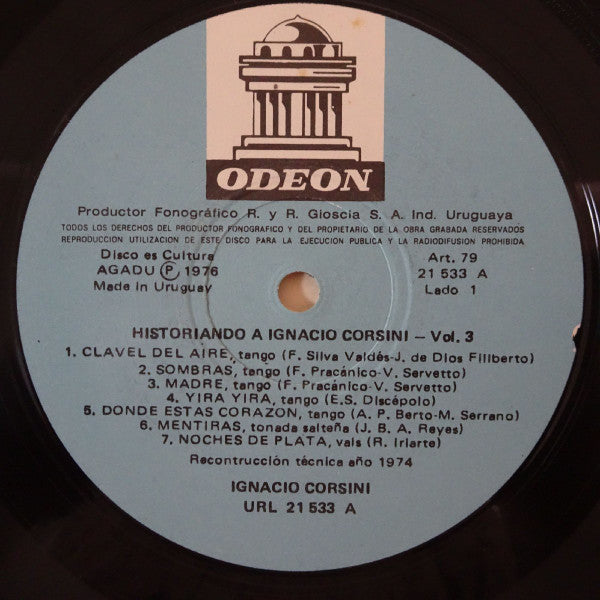 ODEON
Productor Fonográfico R. y R. Gioscia S. A. Ind. Uruguaya
TODOS LOS DERECHOS DEL PRODUCTOR FONOGRAFICO Y DEL PROPIETARIO DE LA OBRA GRABADA RESERVADOS
REPRODUCCION UTILIZACION DE ESTE DISCO PARA LA EJECUCION PUBLICA Y LA RADIODIFUSION PROHIBIDA
Disco es Cultura
AGADU Ⓟ 1976
Made in Uruguay
Art. 79
21 533 A
Lado 1
HISTORIANDO A IGNACIO CORSINI – Vol. 3
1. CLAVEL DEL AIRE, tango (F. Silva Valdés-J. de Dios Filiberto)
2. SOMBRAS, tango (F. Pracánico-V. Servetto)
3. MADRE, tango (F. Pracánico-V. Servetto)
4. YIRA YIRA, tango (E.S. Discépolo)
5. DONDE ESTAS CORAZON, tango (A. P. Berto-M. Serrano)
6. MENTIRAS, tonada salteña (J. B. A. Reyes)
7. NOCHES DE PLATA, vals (R. Iriarte)
Recontrucción técnica año 1974
IGNACIO CORSINI
URL 21 533 A